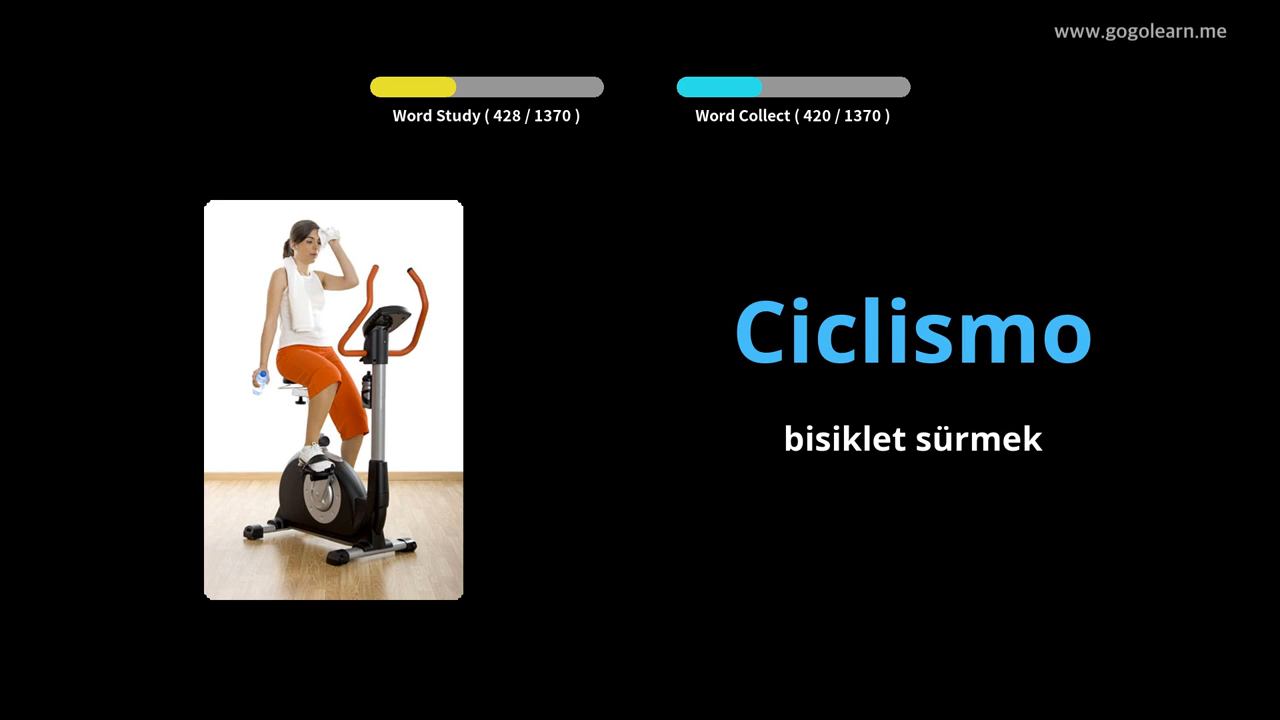 www.gogolearn.me
Word Study ( 428 / 1370 )
Word Collect ( 420 / 1370 )
Ciclismo
bisiklet sürmek